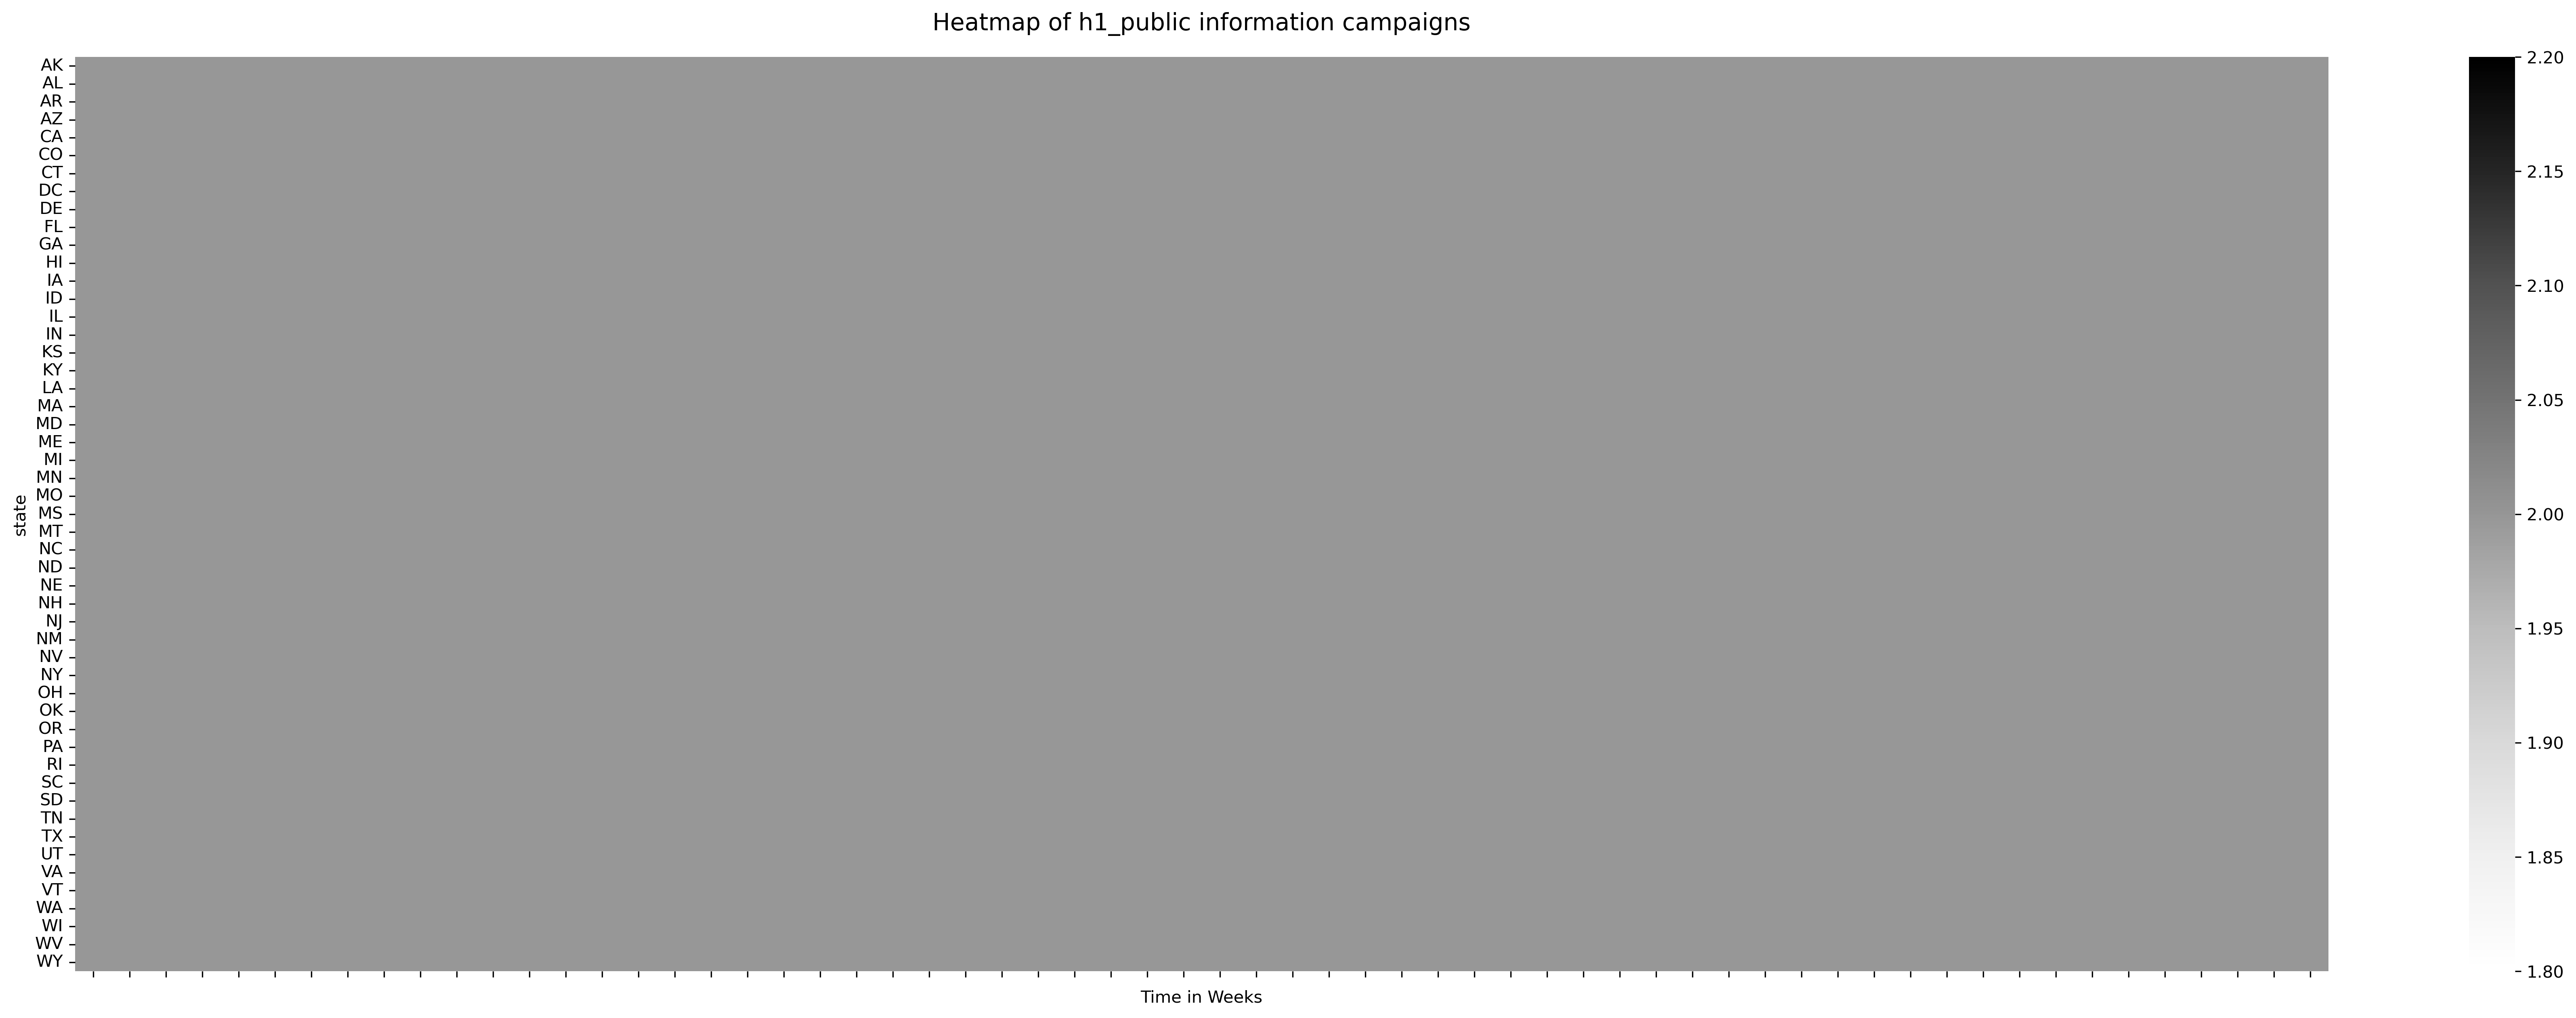 Heatmap of h1_public information campaigns
AK
AL
AR
AZ
CA
CO
CT
DC
DE
FL
GA
HI
IA
ID
IL
IN
KS
KY
LA
MA
MD
ME
MI
MN
MO
MS
MT
NC
ND
NE
NH
NJ
NM
NV
NY
OH
OK
OR
PA
RI
SC
SD
TN
TX
UT
VA
VT
WA
WI
WV
WY
state
Time in Weeks
2.20
2.15
2.10
2.05
2.00
1.95
1.90
1.85
1.80